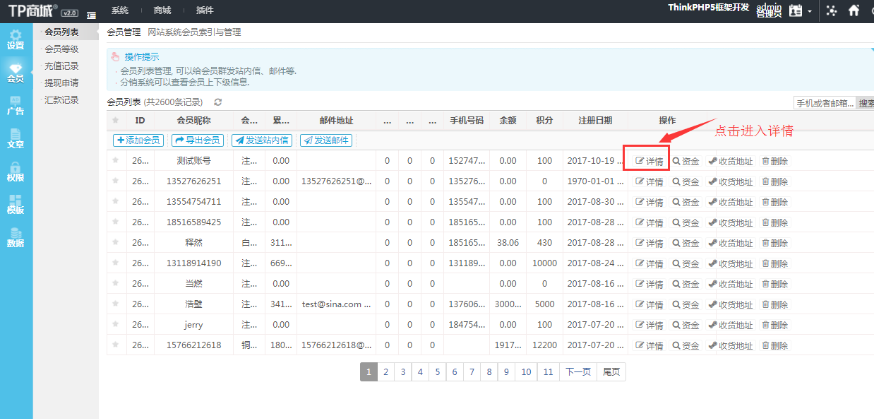 TP商城 v2.0 系统 商城 插件 ThinkPHP5框架开发 admin 管理员
设置
会员
广告
文章
权限
模板
数据
会员列表
会员等级
充值记录
提现申请
汇款记录
会员管理 网站系统会员索引与管理
操作提示
会员列表管理, 可以给会员群发站内信、邮件等.
分销系统可以查看会员上下级信息.
会员列表 (共2600条记录) 手机或者邮箱... 搜索
ID 会员昵称 会... 累... 邮件地址 ... ... ... 手机号码 余额 积分 注册日期 操作
点击进入详情
添加会员 导出会员 发送站内信 发送邮件
26... 测试账号 注... 0.00 0 0 0 152747... 0.00 100 2017-10-19 ... 详情 资金 收货地址 删除
26... 13527626251 注... 0.00 13527626251@... 0 0 0 135276... 0.00 0 1970-01-01 ... 详情 资金 收货地址 删除
26... 13554754711 注... 0.00 0 0 0 135547... 0.00 100 2017-08-30 ... 详情 资金 收货地址 删除
26... 18516589425 注... 0.00 0 0 0 185165... 0.00 100 2017-08-28 ... 详情 资金 收货地址 删除
26... 释然 白... 311... 0 0 0 185165... 38.06 430 2017-08-28 ... 详情 资金 收货地址 删除
26... 13118914190 注... 669... 0 0 0 131189... 0.00 10000 2017-08-24 ... 详情 资金 收货地址 删除
26... 当燃 注... 0.00 0 0 0 0.00 0 2017-08-16 ... 详情 资金 收货地址 删除
26... 浩壁 注... 341... test@sina.com ... 0 0 0 137606... 3000... 5000 2017-08-16 ... 详情 资金 收货地址 删除
26... jerry 注... 0.00 0 0 0 184754... 0.00 100 2017-07-20 ... 详情 资金 收货地址 删除
26... 15766212618 铜... 180... 15766212618@... 0 0 0 1917... 12200 2017-07-20 ... 详情 资金 收货地址 删除
1 2 3 4 5 6 7 8 9 10 11 下一页 尾页